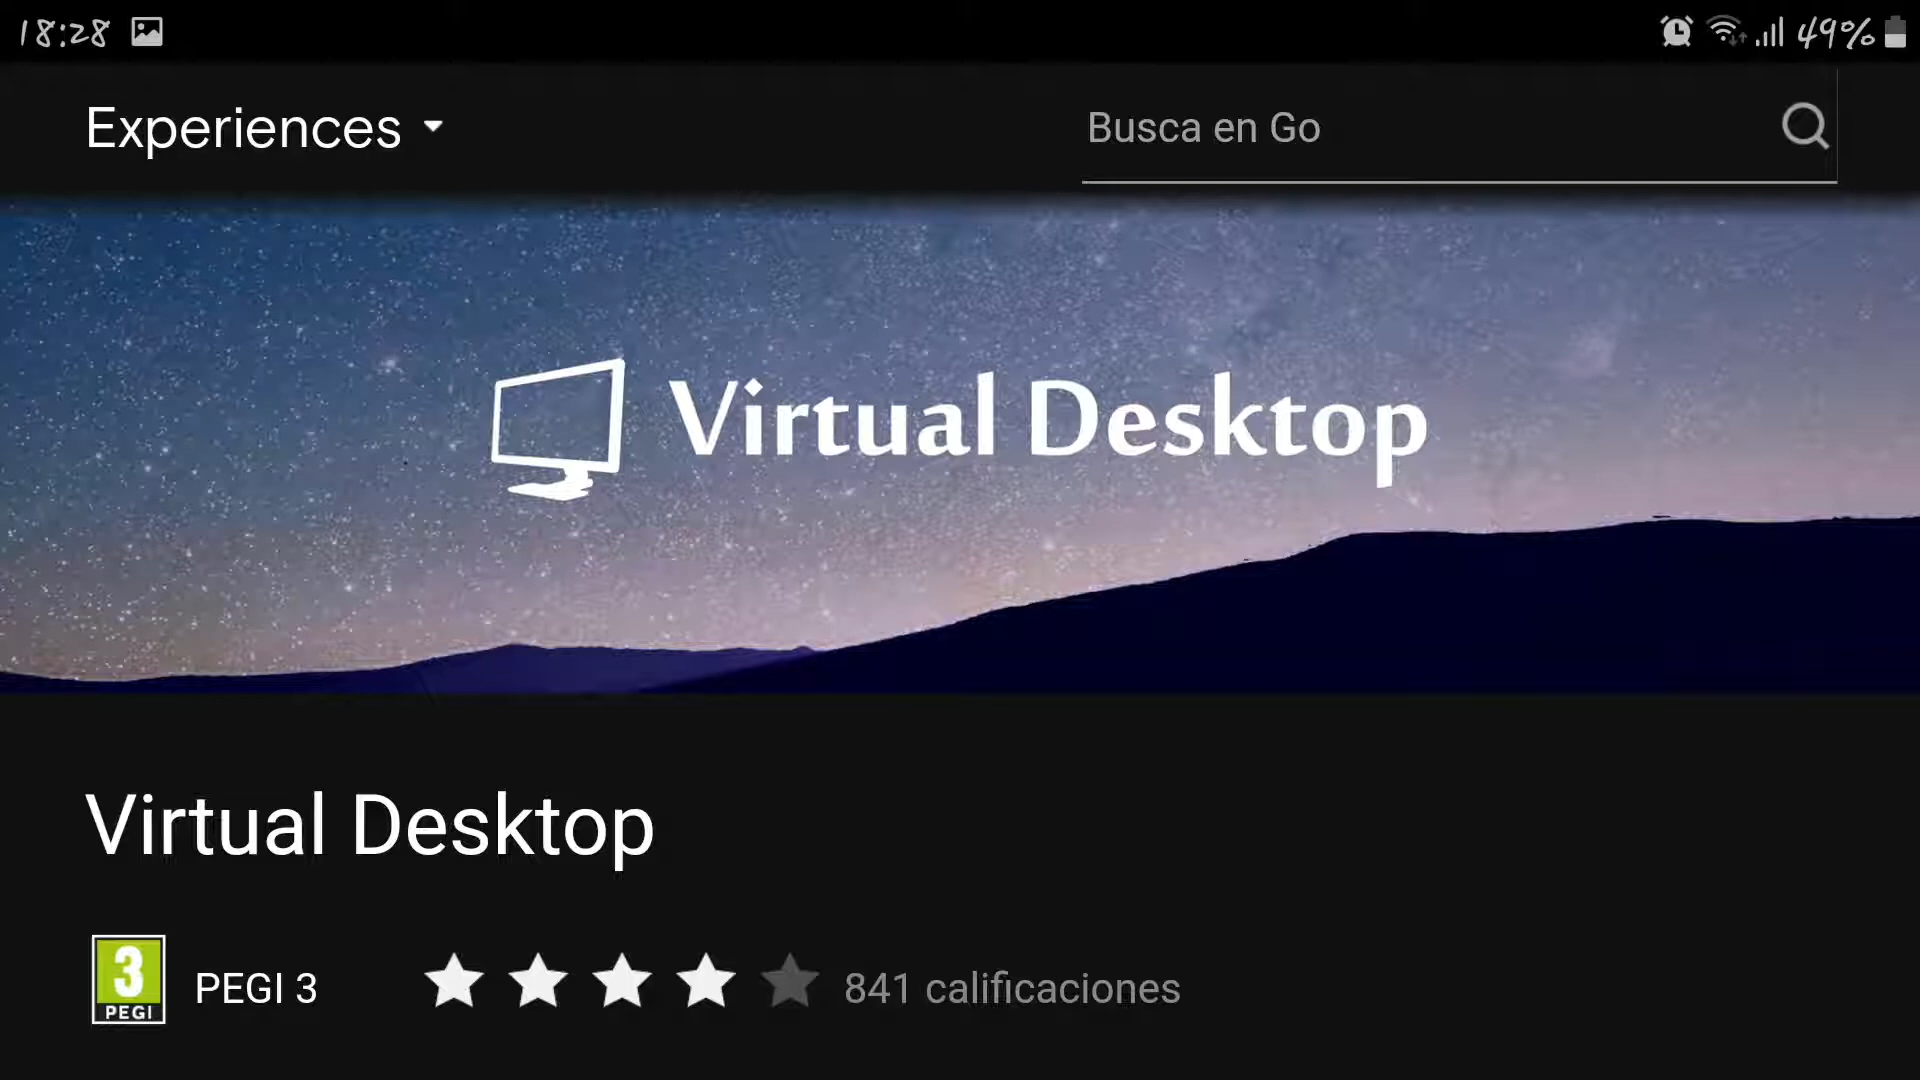 18:28 49%
Experiences
Busca en Go
Virtual Desktop
Virtual Desktop
3
PEGI
PEGI 3
841 calificaciones